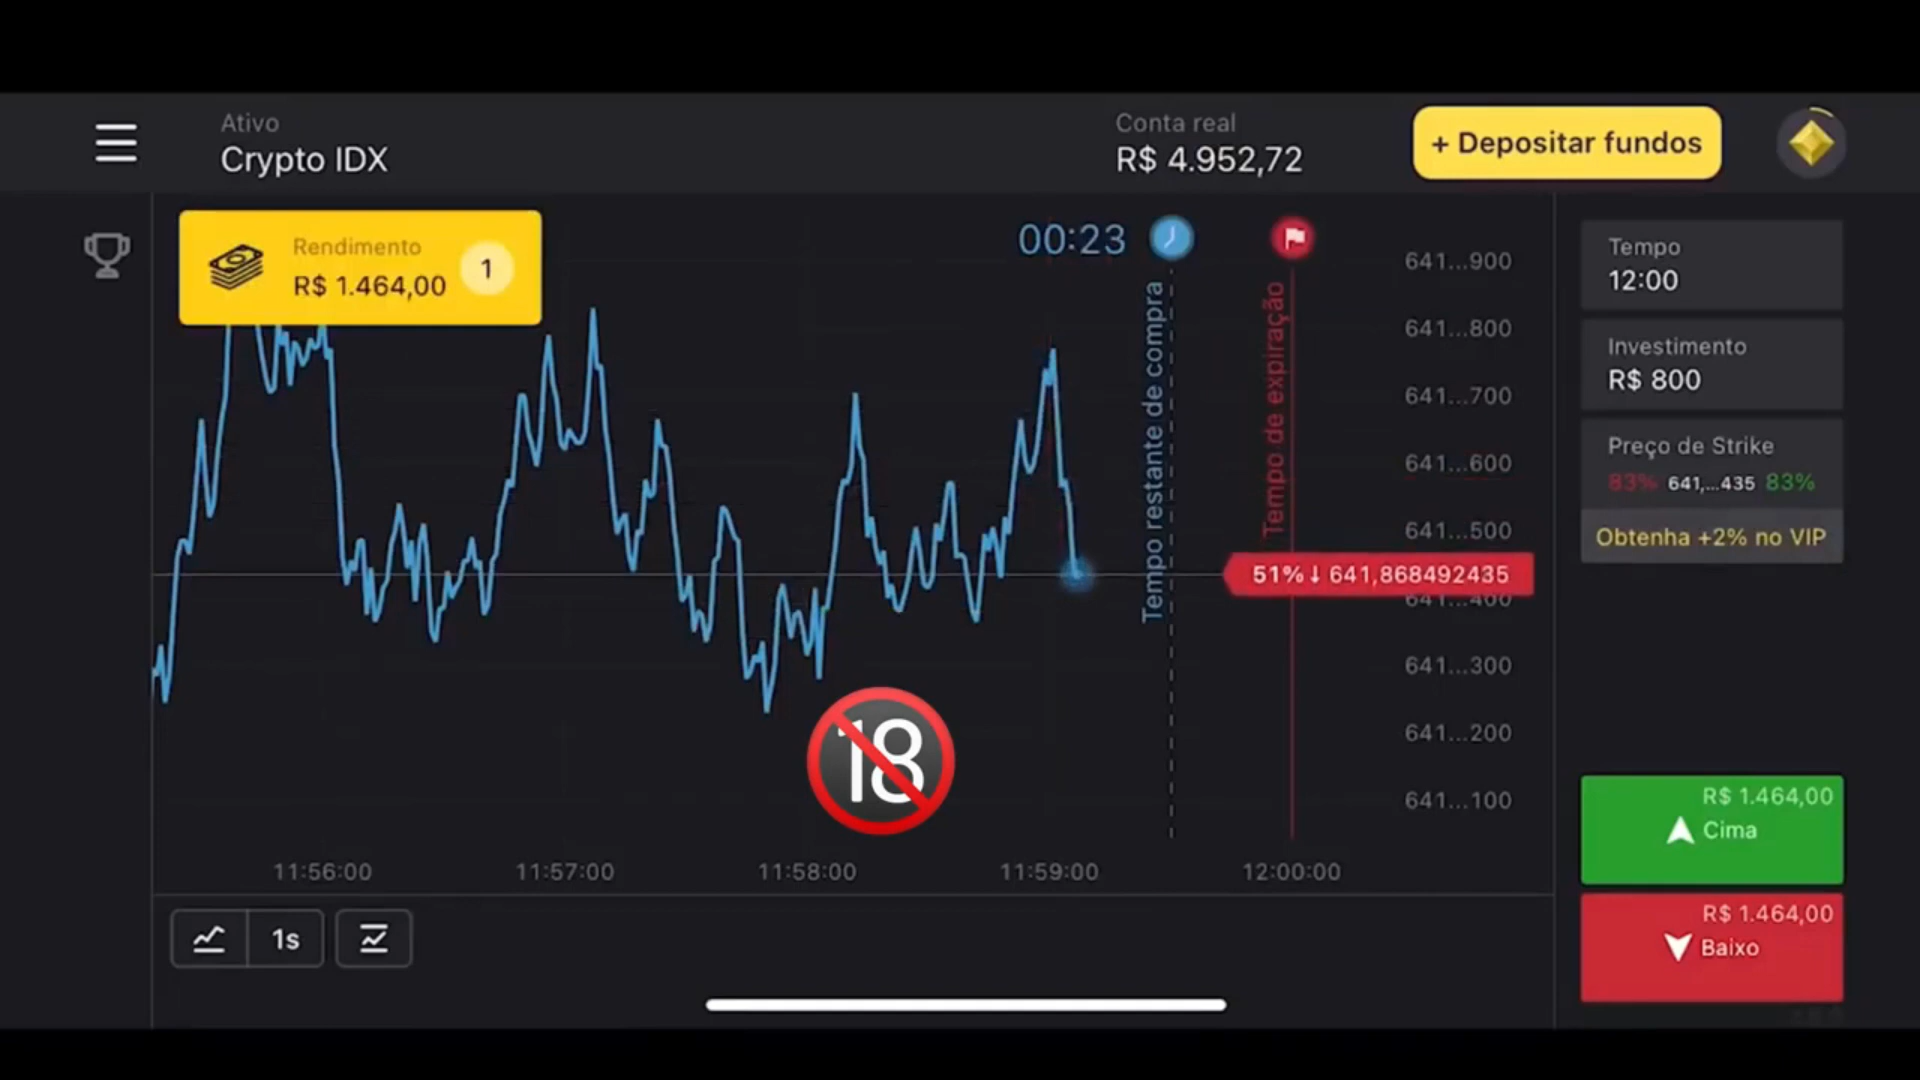 Ativo
Crypto IDX
Conta real
R$ 4.952,72
+ Depositar fundos
Rendimento
R$ 1.464,00
1
00:23
Tempo restante de compra
Tempo de expiração
641...900
641...800
641...700
641...600
641...500
51%↓ 641,868492435
641...400
641...300
641...200
641...100
Tempo
12:00
Investimento
R$ 800
Preço de Strike
83% 641,...435 83%
Obtenha +2% no VIP
18
R$ 1.464,00
Cima
R$ 1.464,00
Baixo
11:56:00 11:57:00 11:58:00 11:59:00 12:00:00
1s